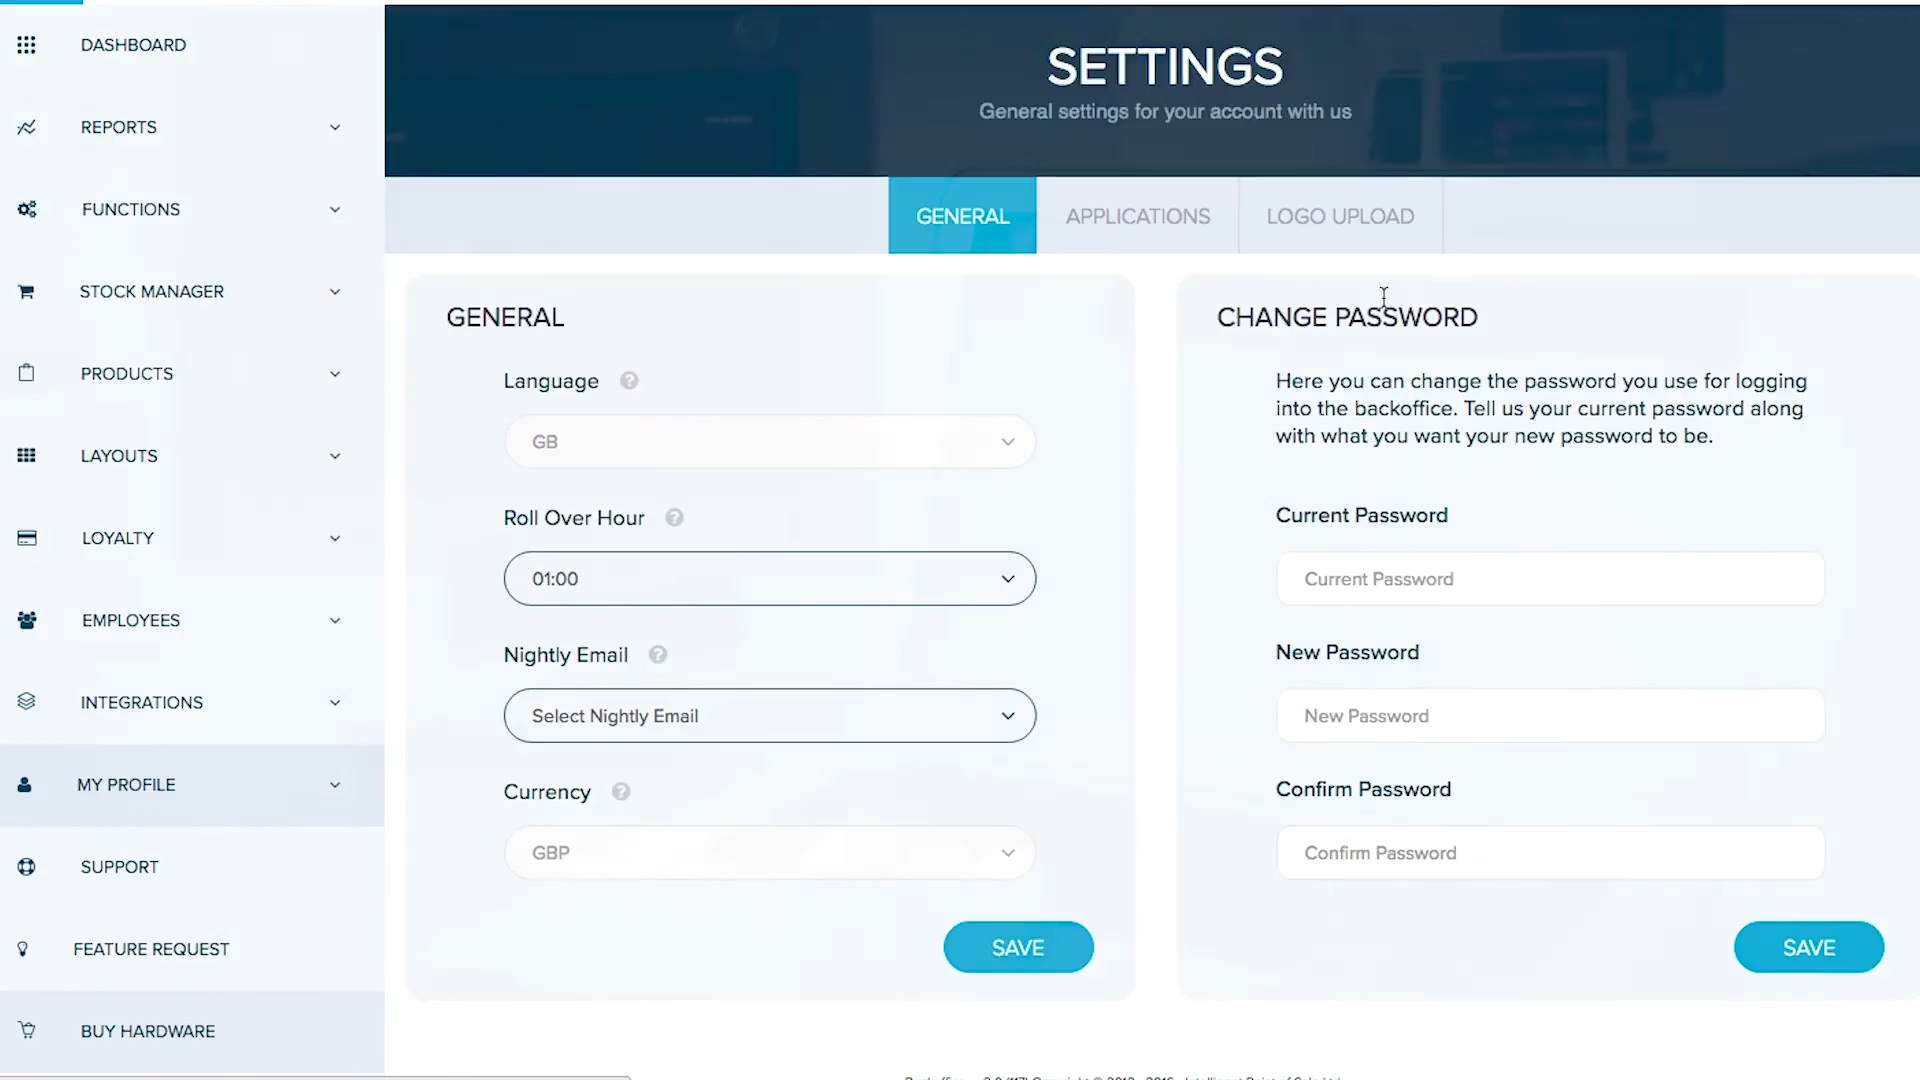 DASHBOARD
REPORTS
FUNCTIONS
STOCK MANAGER
PRODUCTS
LAYOUTS
LOYALTY
EMPLOYEES
INTEGRATIONS
MY PROFILE
SUPPORT
FEATURE REQUEST
BUY HARDWARE
SETTINGS
General settings for your account with us
GENERAL
APPLICATIONS
LOGO UPLOAD
GENERAL
Language ?
GB
Roll Over Hour ?
01:00
Nightly Email ?
Select Nightly Email
Currency ?
GBP
SAVE
CHANGE PASSWORD
Here you can change the password you use for logging
into the backoffice. Tell us your current password along
with what you want your new password to be.
Current Password
Current Password
New Password
New Password
Confirm Password
Confirm Password
SAVE